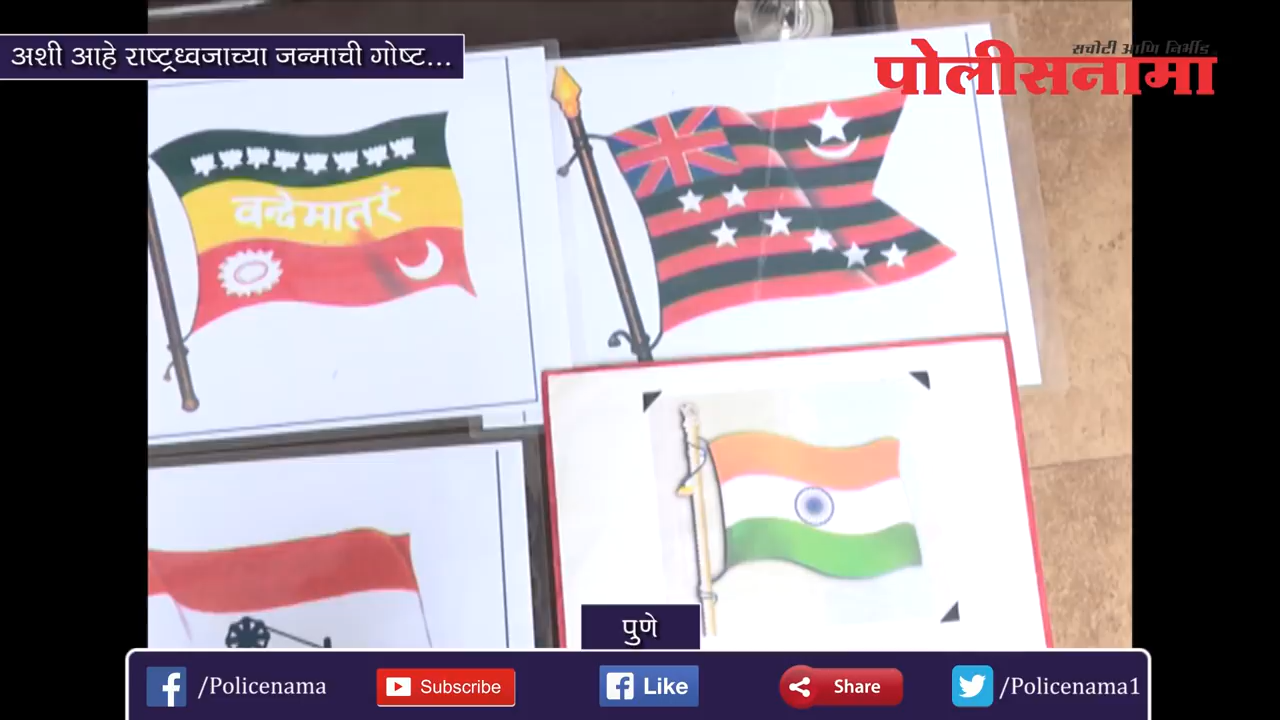 अशी आहे राष्ट्रध्वजाच्या जन्माची गोष्ट...
सचोटी आणि निर्भीड
पोलीसनामा
वन्देमातरं
पुणे
/Policenama
Subscribe
Like
Share
/Policenama1